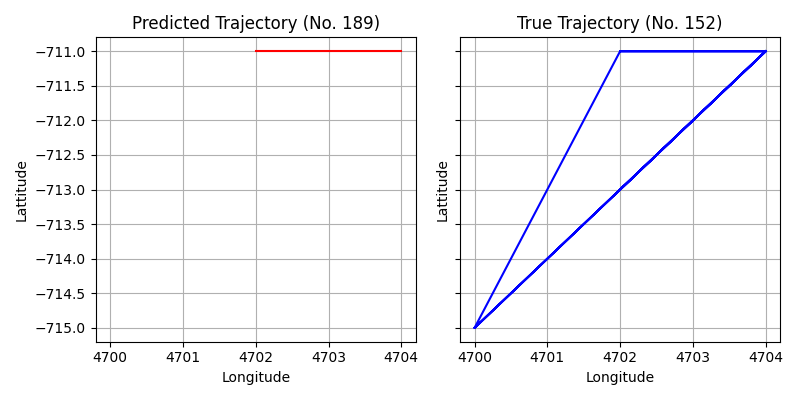 Predicted Trajectory (No. 189)
−711.0
−711.5
−712.0
−712.5
−713.0
−713.5
−714.0
−714.5
−715.0
Lattitude
4700 4701 4702 4703 4704
Longitude
True Trajectory (No. 152)
Lattitude
4700 4701 4702 4703 4704
Longitude